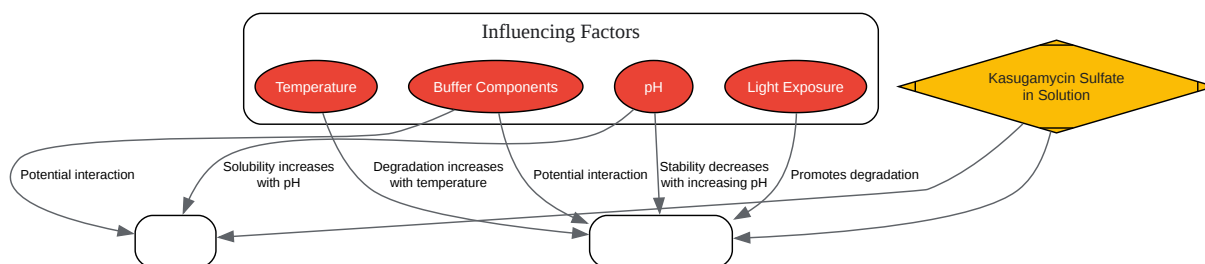 Influencing Factors
Temperature
Buffer Components
pH
Light Exposure
Kasugamycin Sulfate
in Solution
Potential interaction
Solubility increases
with pH
Degradation increases
with temperature
Potential interaction
Stability decreases
with increasing pH
Promotes degradation